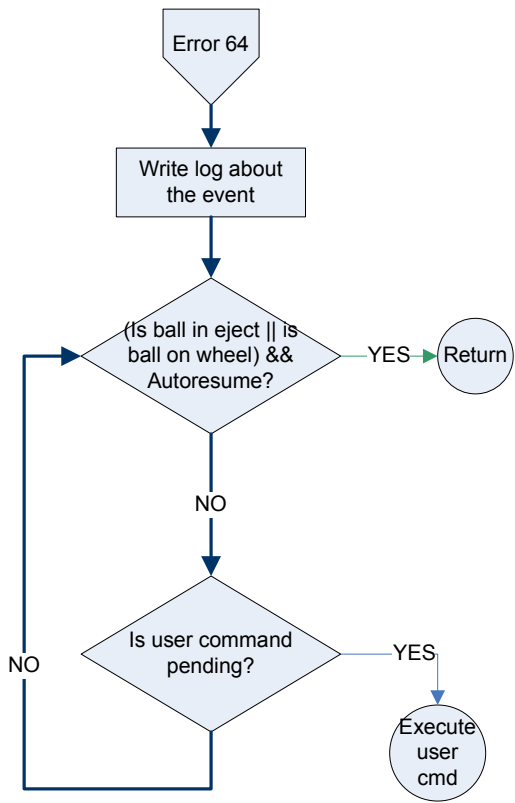 Error 64
Write log about
the event
(Is ball in eject || is
ball on wheel) &&
Autoresume?
YES
Return
NO
Is user command
pending?
YES
NO
Execute
user
cmd